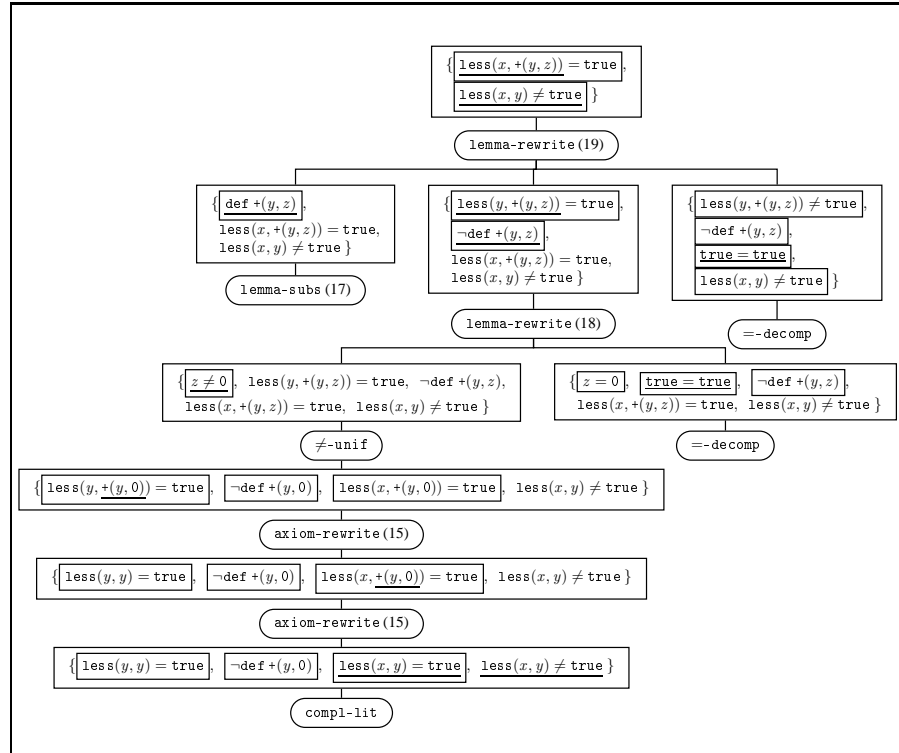 { less(x, +(y, z)) = true,
less(x, y) ≠ true }
lemma-rewrite (19)
{ def +(y, z),
less(x, +(y, z)) = true,
less(x, y) ≠ true }
lemma-subs (17)
{ less(y, +(y, z)) = true,
¬def +(y, z),
less(x, +(y, z)) = true,
less(x, y) ≠ true }
{ less(y, +(y, z)) ≠ true,
¬def +(y, z),
true = true,
less(x, y) ≠ true }
=-decomp
lemma-rewrite (18)
{ z ≠ 0, less(y, +(y, z)) = true, ¬def +(y, z),
less(x, +(y, z)) = true, less(x, y) ≠ true }
{ z = 0, true = true, ¬def +(y, z),
less(x, +(y, z)) = true, less(x, y) ≠ true }
≠-unif
=-decomp
{ less(y, +(y, 0)) = true, ¬def +(y, 0), less(x, +(y, 0)) = true, less(x, y) ≠ true }
axiom-rewrite (15)
{ less(y, y) = true, ¬def +(y, 0), less(x, +(y, 0)) = true, less(x, y) ≠ true }
axiom-rewrite (15)
{ less(y, y) = true, ¬def +(y, 0), less(x, y) = true, less(x, y) ≠ true }
compl-lit